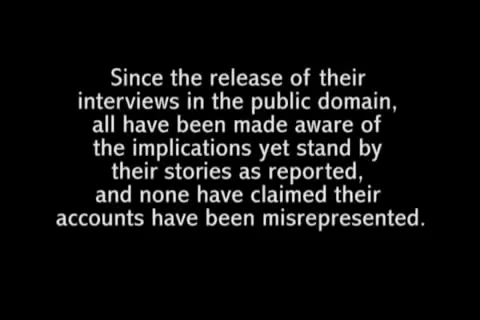 Since the release of their
interviews in the public domain,
all have been made aware of
the implications yet stand by
their stories as reported,
and none have claimed their
accounts have been misrepresented.